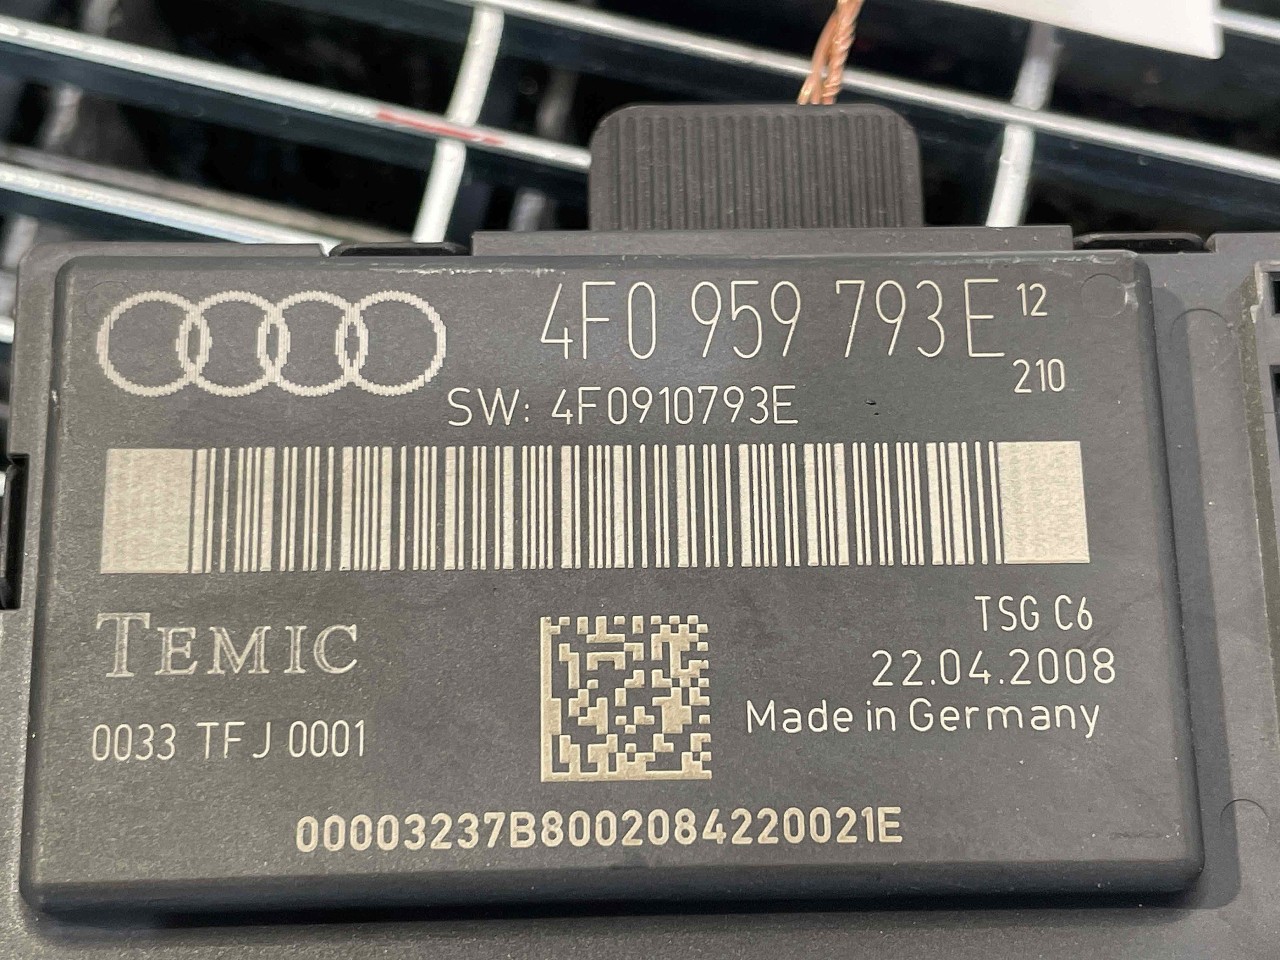 4F0 959 793E 12
210
SW: 4F0910793E
TEMIC
TSG C6
22.04.2008
Made in Germany
0033 TFJ 0001
00003237B8002084220021E